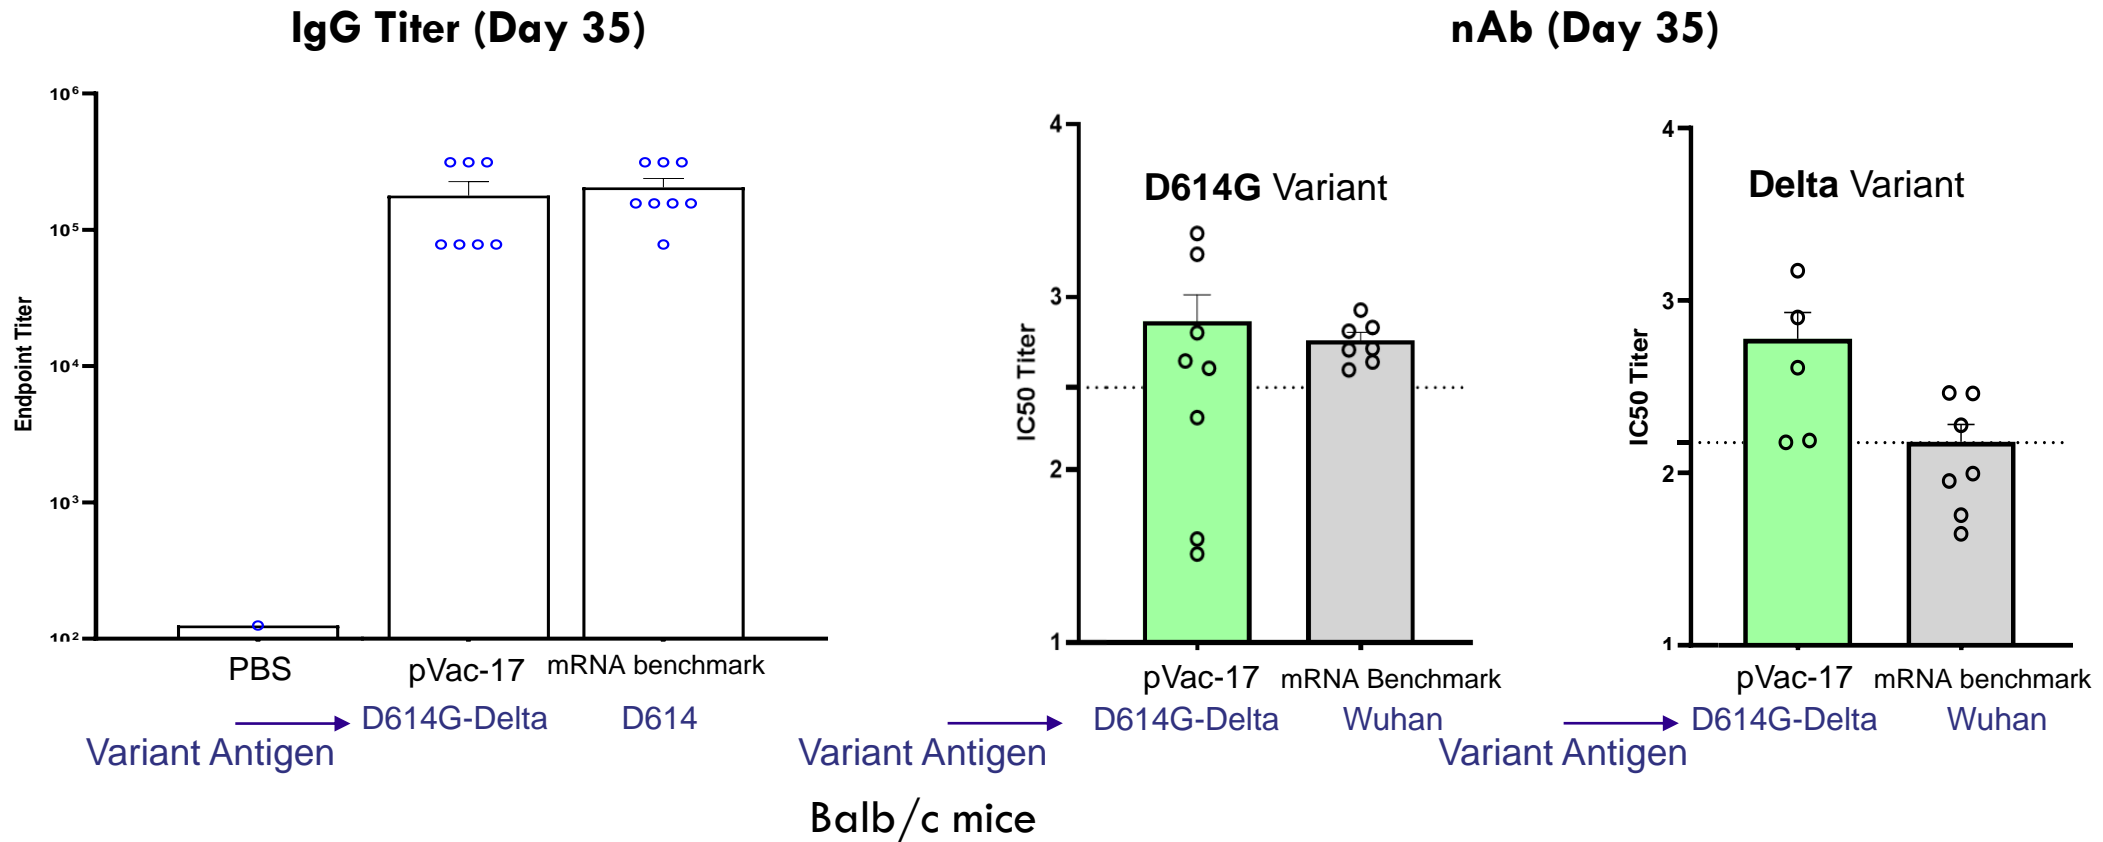 IgG Titer (Day 35)
nAb (Day 35)
Endpoint Titer
10⁶
10⁵
10⁴
10³
10²
PBS
pVac-17
mRNA benchmark
Variant Antigen
D614G-Delta
D614
IC50 Titer
4
3
2
1
D614G Variant
pVac-17
mRNA Benchmark
Variant Antigen
D614G-Delta
Wuhan
IC50 Titer
4
3
2
1
Delta Variant
pVac-17
mRNA benchmark
Variant Antigen
D614G-Delta
Wuhan
Balb/c mice